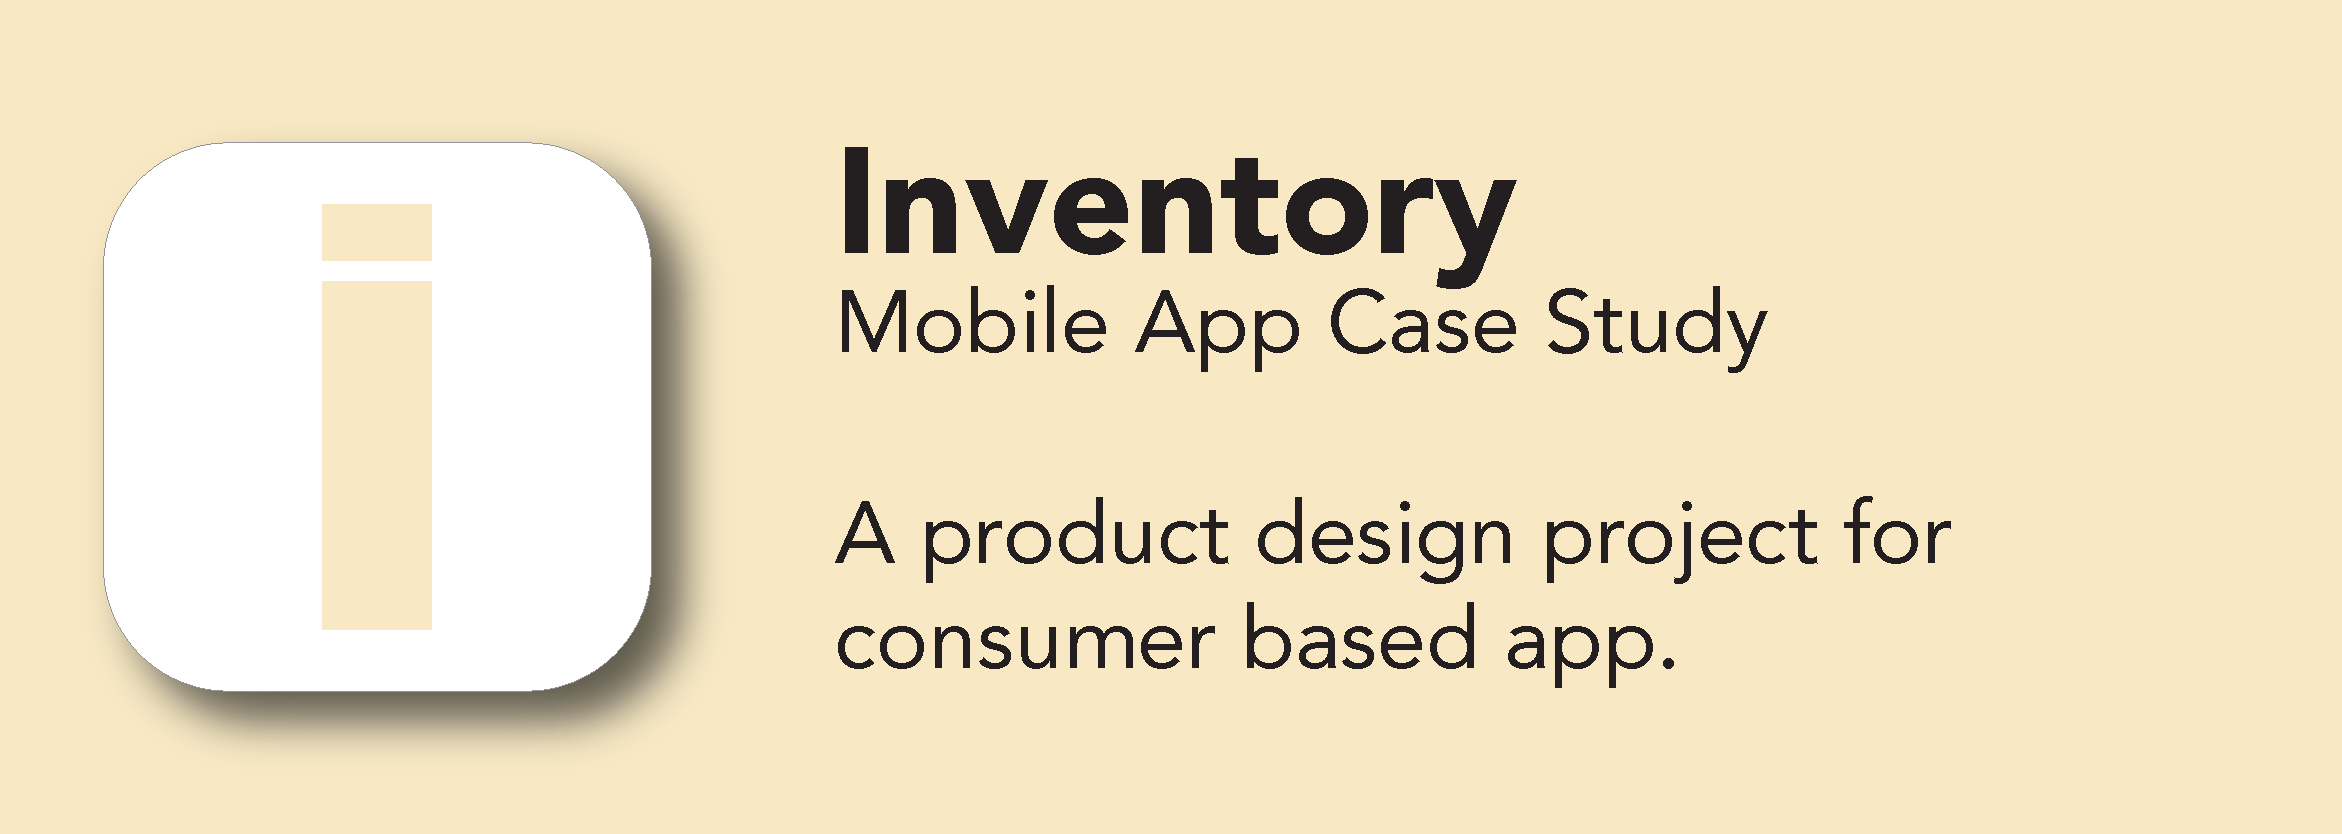 i
Inventory
Mobile App Case Study
A product design project for
consumer based app.